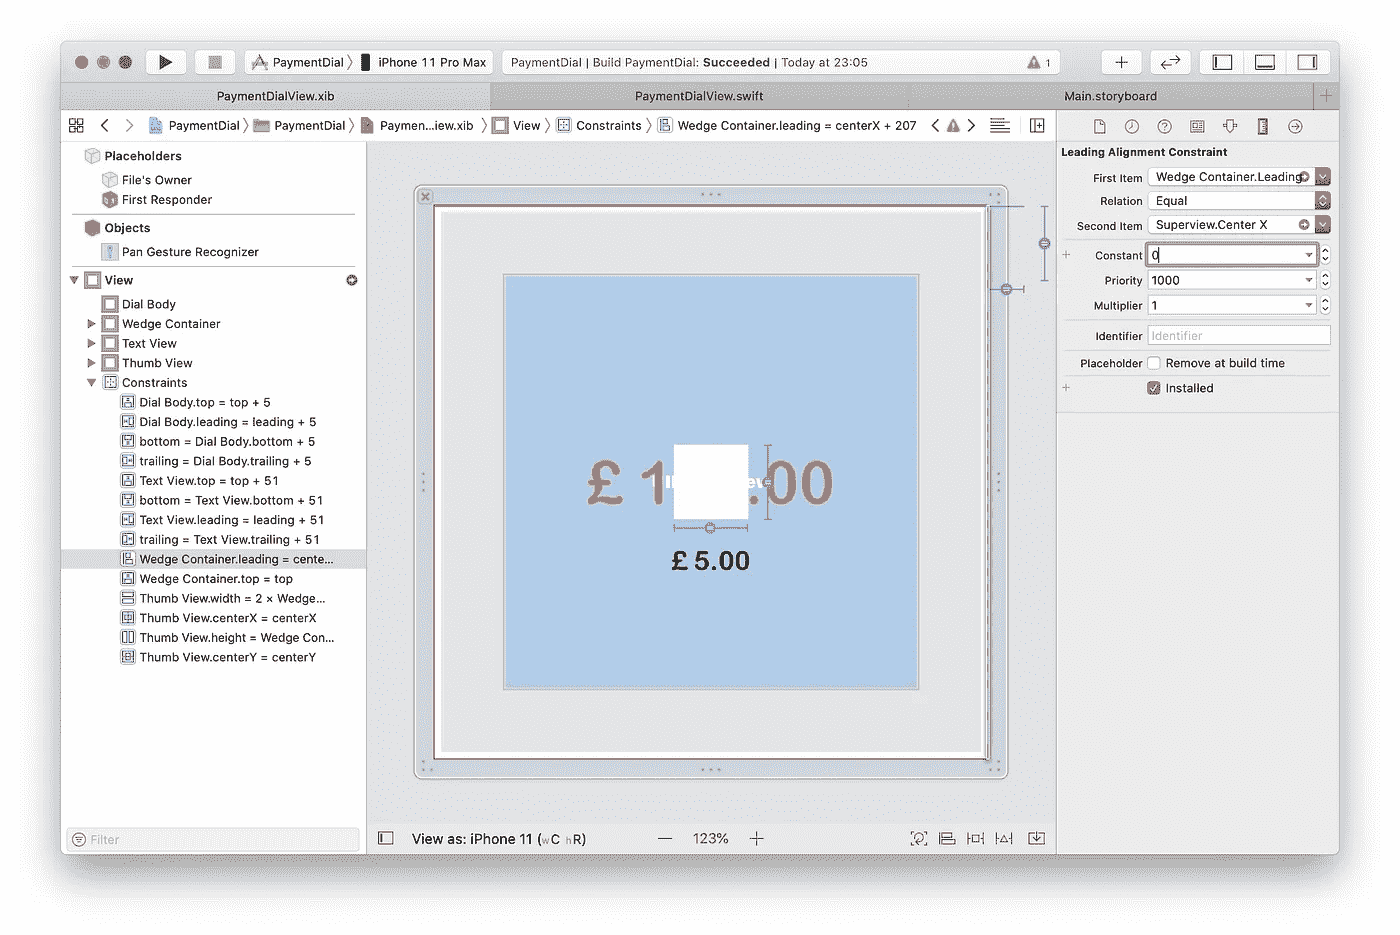 PaymentDial iPhone 11 Pro Max
PaymentDial | Build PaymentDial: Succeeded | Today at 23:05
1
PaymentDialView.xib
PaymentDialView.swift
Main.storyboard
PaymentDial PaymentDial Paymen...iew.xib View Constraints Wedge Container.leading = centerX + 207
Placeholders
File's Owner
First Responder
Objects
Pan Gesture Recognizer
View
Dial Body
Wedge Container
Text View
Thumb View
Constraints
Dial Body.top = top + 5
Dial Body.leading = leading + 5
bottom = Dial Body.bottom + 5
trailing = Dial Body.trailing + 5
Text View.top = top + 51
bottom = Text View.bottom + 51
Text View.leading = leading + 51
trailing = Text View.trailing + 51
Wedge Container.leading = cente...
Wedge Container.top = top
Thumb View.width = 2 × Wedge...
Thumb View.centerX = centerX
Thumb View.height = Wedge Con...
Thumb View.centerY = centerY
Filter
£ 1 .00
£ 5.00
View as: iPhone 11 (wC hR)
123%
Leading Alignment Constraint
First Item Wedge Container.Leading
Relation Equal
Second Item Superview.Center X
Constant 0
Priority 1000
Multiplier 1
Identifier Identifier
Placeholder Remove at build time
Installed